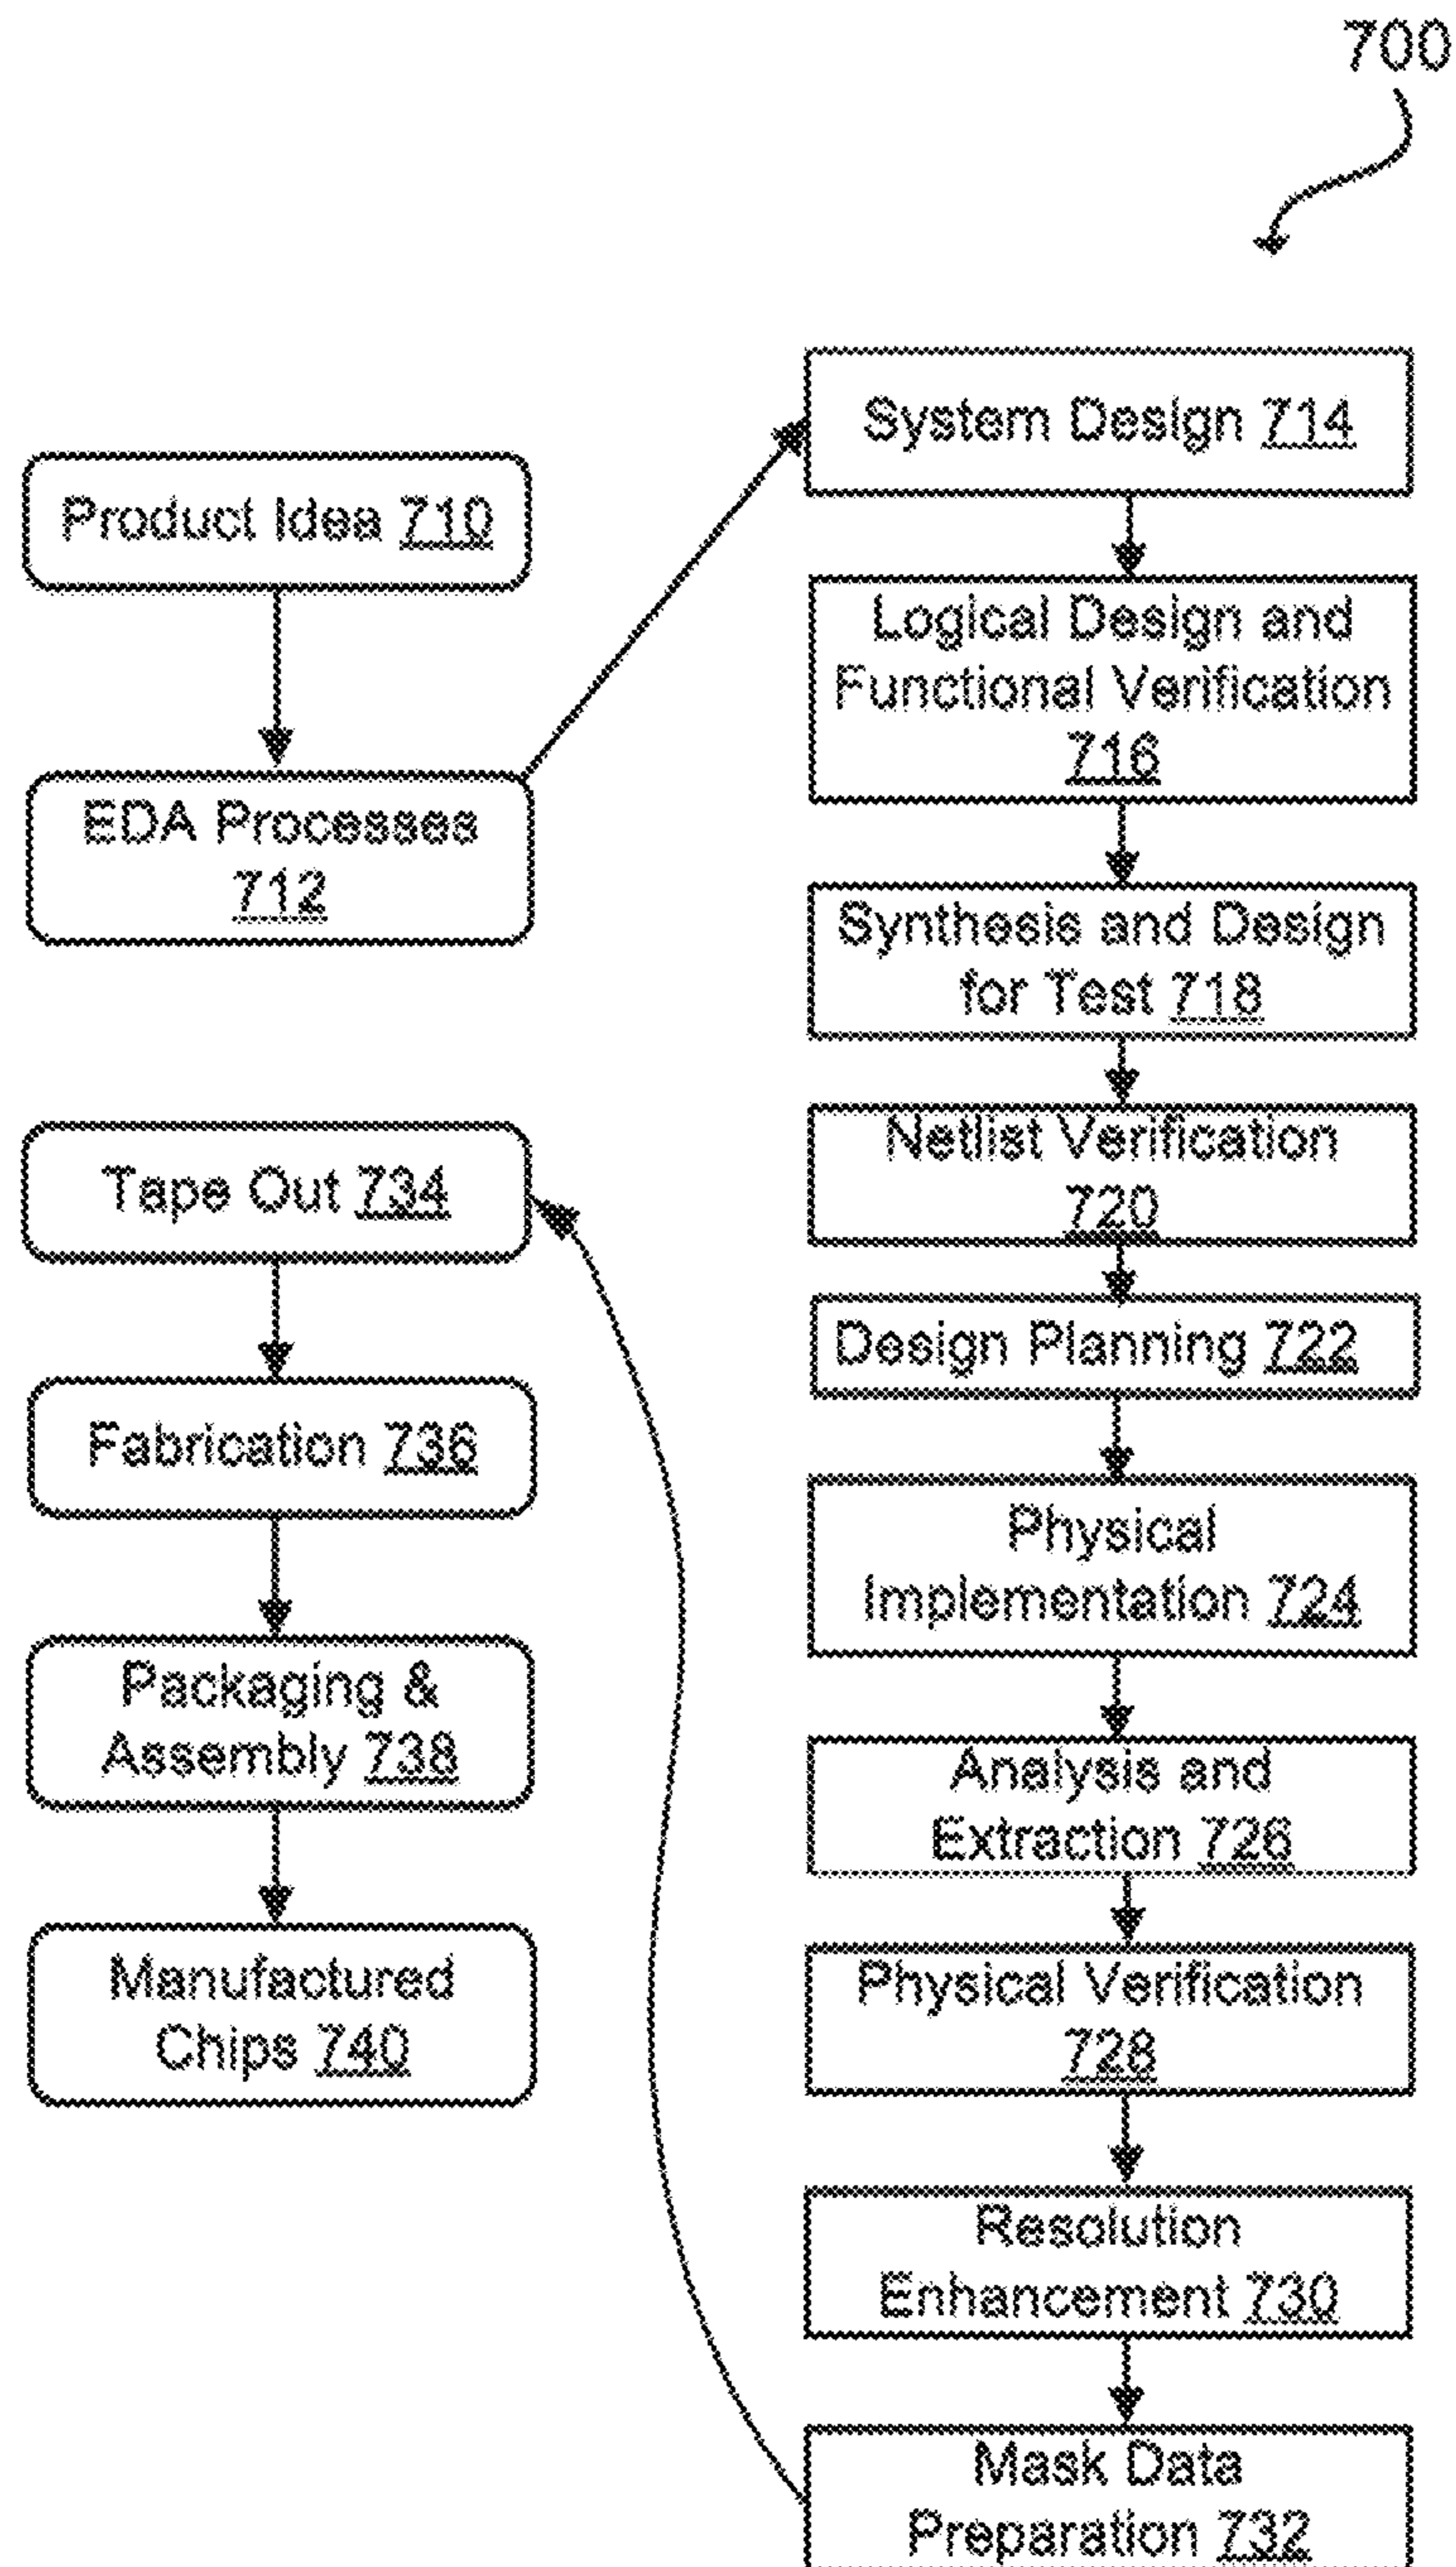 700
Product Idea 710
EDA Processes
712
System Design 714
Logical Design and
Functional Verification
716
Synthesis and Design
for Test 718
Netlist Verification
720
Design Planning 722
Physical
Implementation 724
Analysis and
Extraction 726
Physical Verification
728
Resolution
Enhancement 730
Mask Data
Preparation 732
Tape Out 734
Fabrication 736
Packaging &
Assembly 738
Manufactured
Chips 740